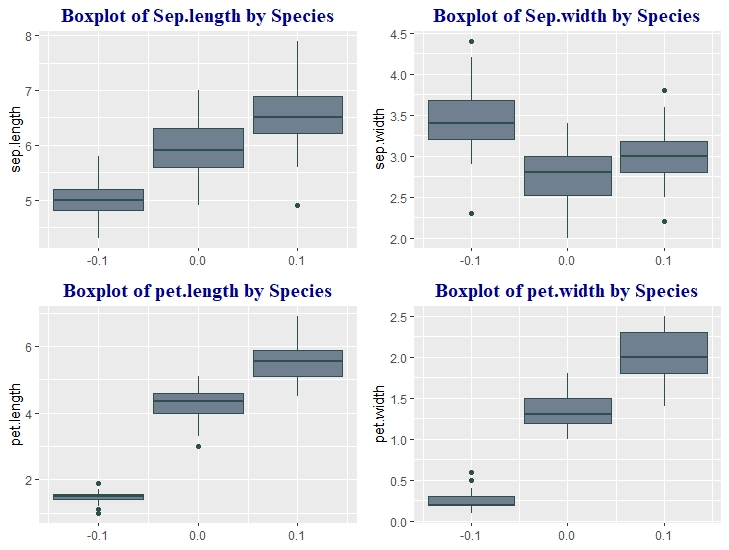 Boxplot of Sep.length by Species
8
7
6
5
sep.length
-0.1 0.0 0.1
Boxplot of Sep.width by Species
4.5
4.0
3.5
3.0
2.5
2.0
sep.width
-0.1 0.0 0.1
Boxplot of pet.length by Species
6
4
2
pet.length
-0.1 0.0 0.1
Boxplot of pet.width by Species
2.5
2.0
1.5
1.0
0.5
0.0
pet.width
-0.1 0.0 0.1